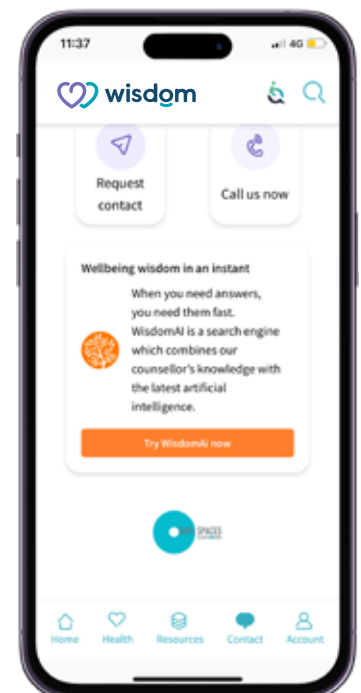 11:37
4G
wisdom
Request
contact
Call us now
Wellbeing wisdom in an instant
When you need answers,
you need them fast.
WisdomAI is a search engine
which combines our
counsellor's knowledge with
the latest artificial
intelligence.
Try WisdomAi now
SPACES
Home
Health
Resources
Contact
Account